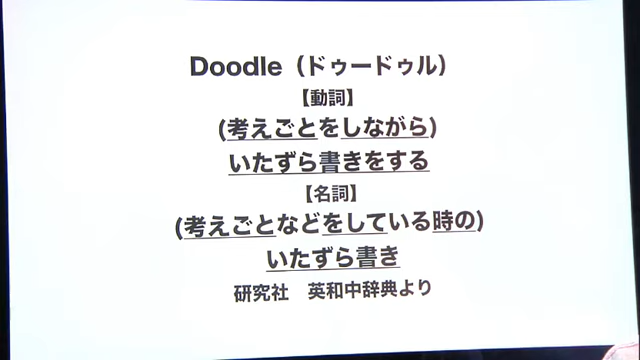 Doodle（ドゥードゥル）
【動詞】
(考えごとをしながら)
いたずら書きをする
【名詞】
(考えごとなどをしている時の)
いたずら書き
研究社　英和中辞典より